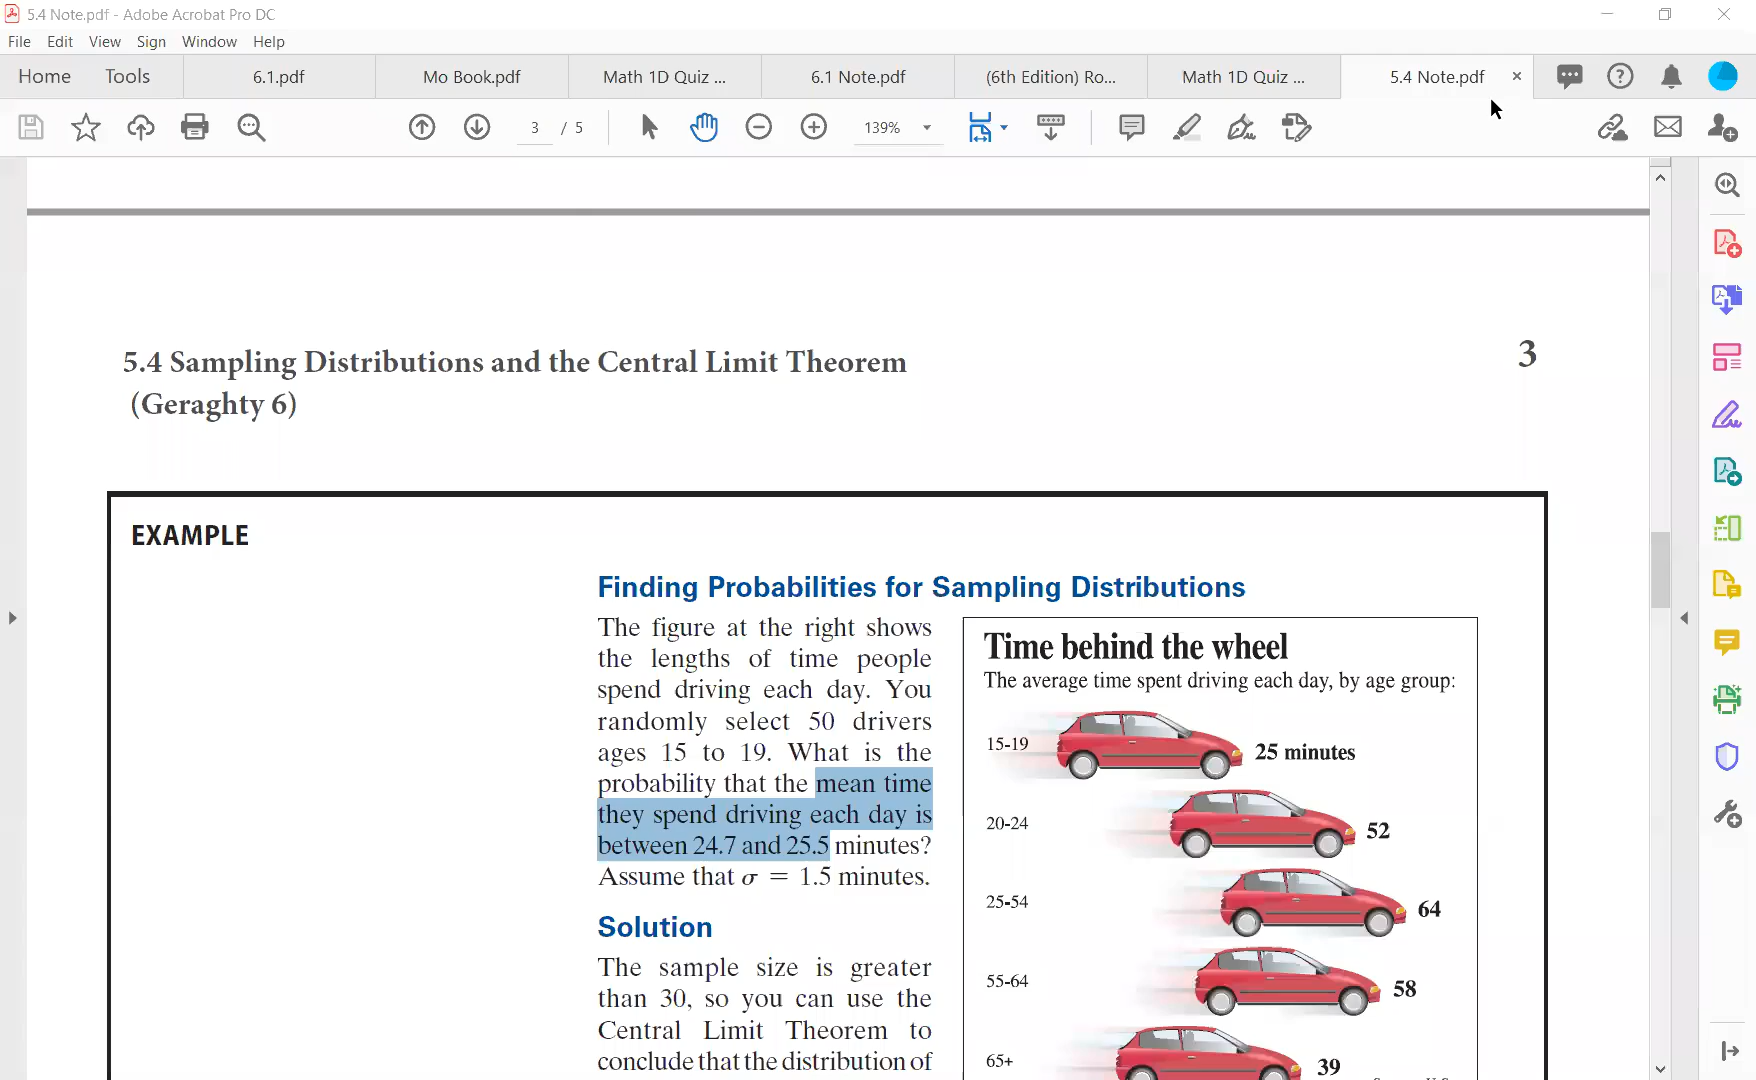 5.4 Note.pdf - Adobe Acrobat Pro DC
File Edit View Sign Window Help
Home Tools 6.1.pdf Mo Book.pdf Math 1D Quiz ... 6.1 Note.pdf (6th Edition) Ro... Math 1D Quiz ... 5.4 Note.pdf
3 / 5 139%
5.4 Sampling Distributions and the Central Limit Theorem
3
(Geraghty 6)
EXAMPLE
Finding Probabilities for Sampling Distributions
The figure at the right shows
the lengths of time people
spend driving each day. You
randomly select 50 drivers
ages 15 to 19. What is the
probability that the mean time
they spend driving each day is
between 24.7 and 25.5 minutes?
Assume that σ = 1.5 minutes.
Solution
The sample size is greater
than 30, so you can use the
Central Limit Theorem to
conclude that the distribution of
Time behind the wheel
The average time spent driving each day, by age group:
15-19 25 minutes
20-24 52
25-54 64
55-64 58
65+ 39